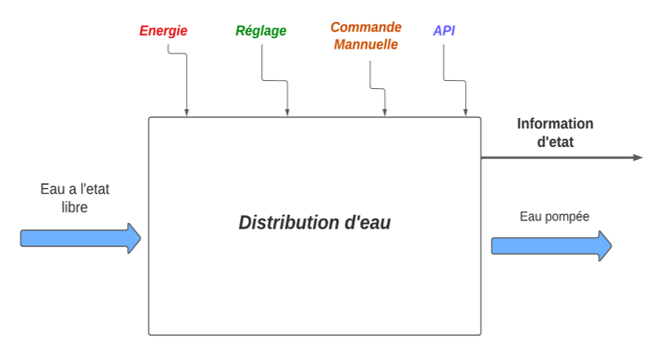 Energie
Réglage
Commande
Mannuelle
API
Information
d'etat
Eau a l'etat
libre
Distribution d'eau
Eau pompée